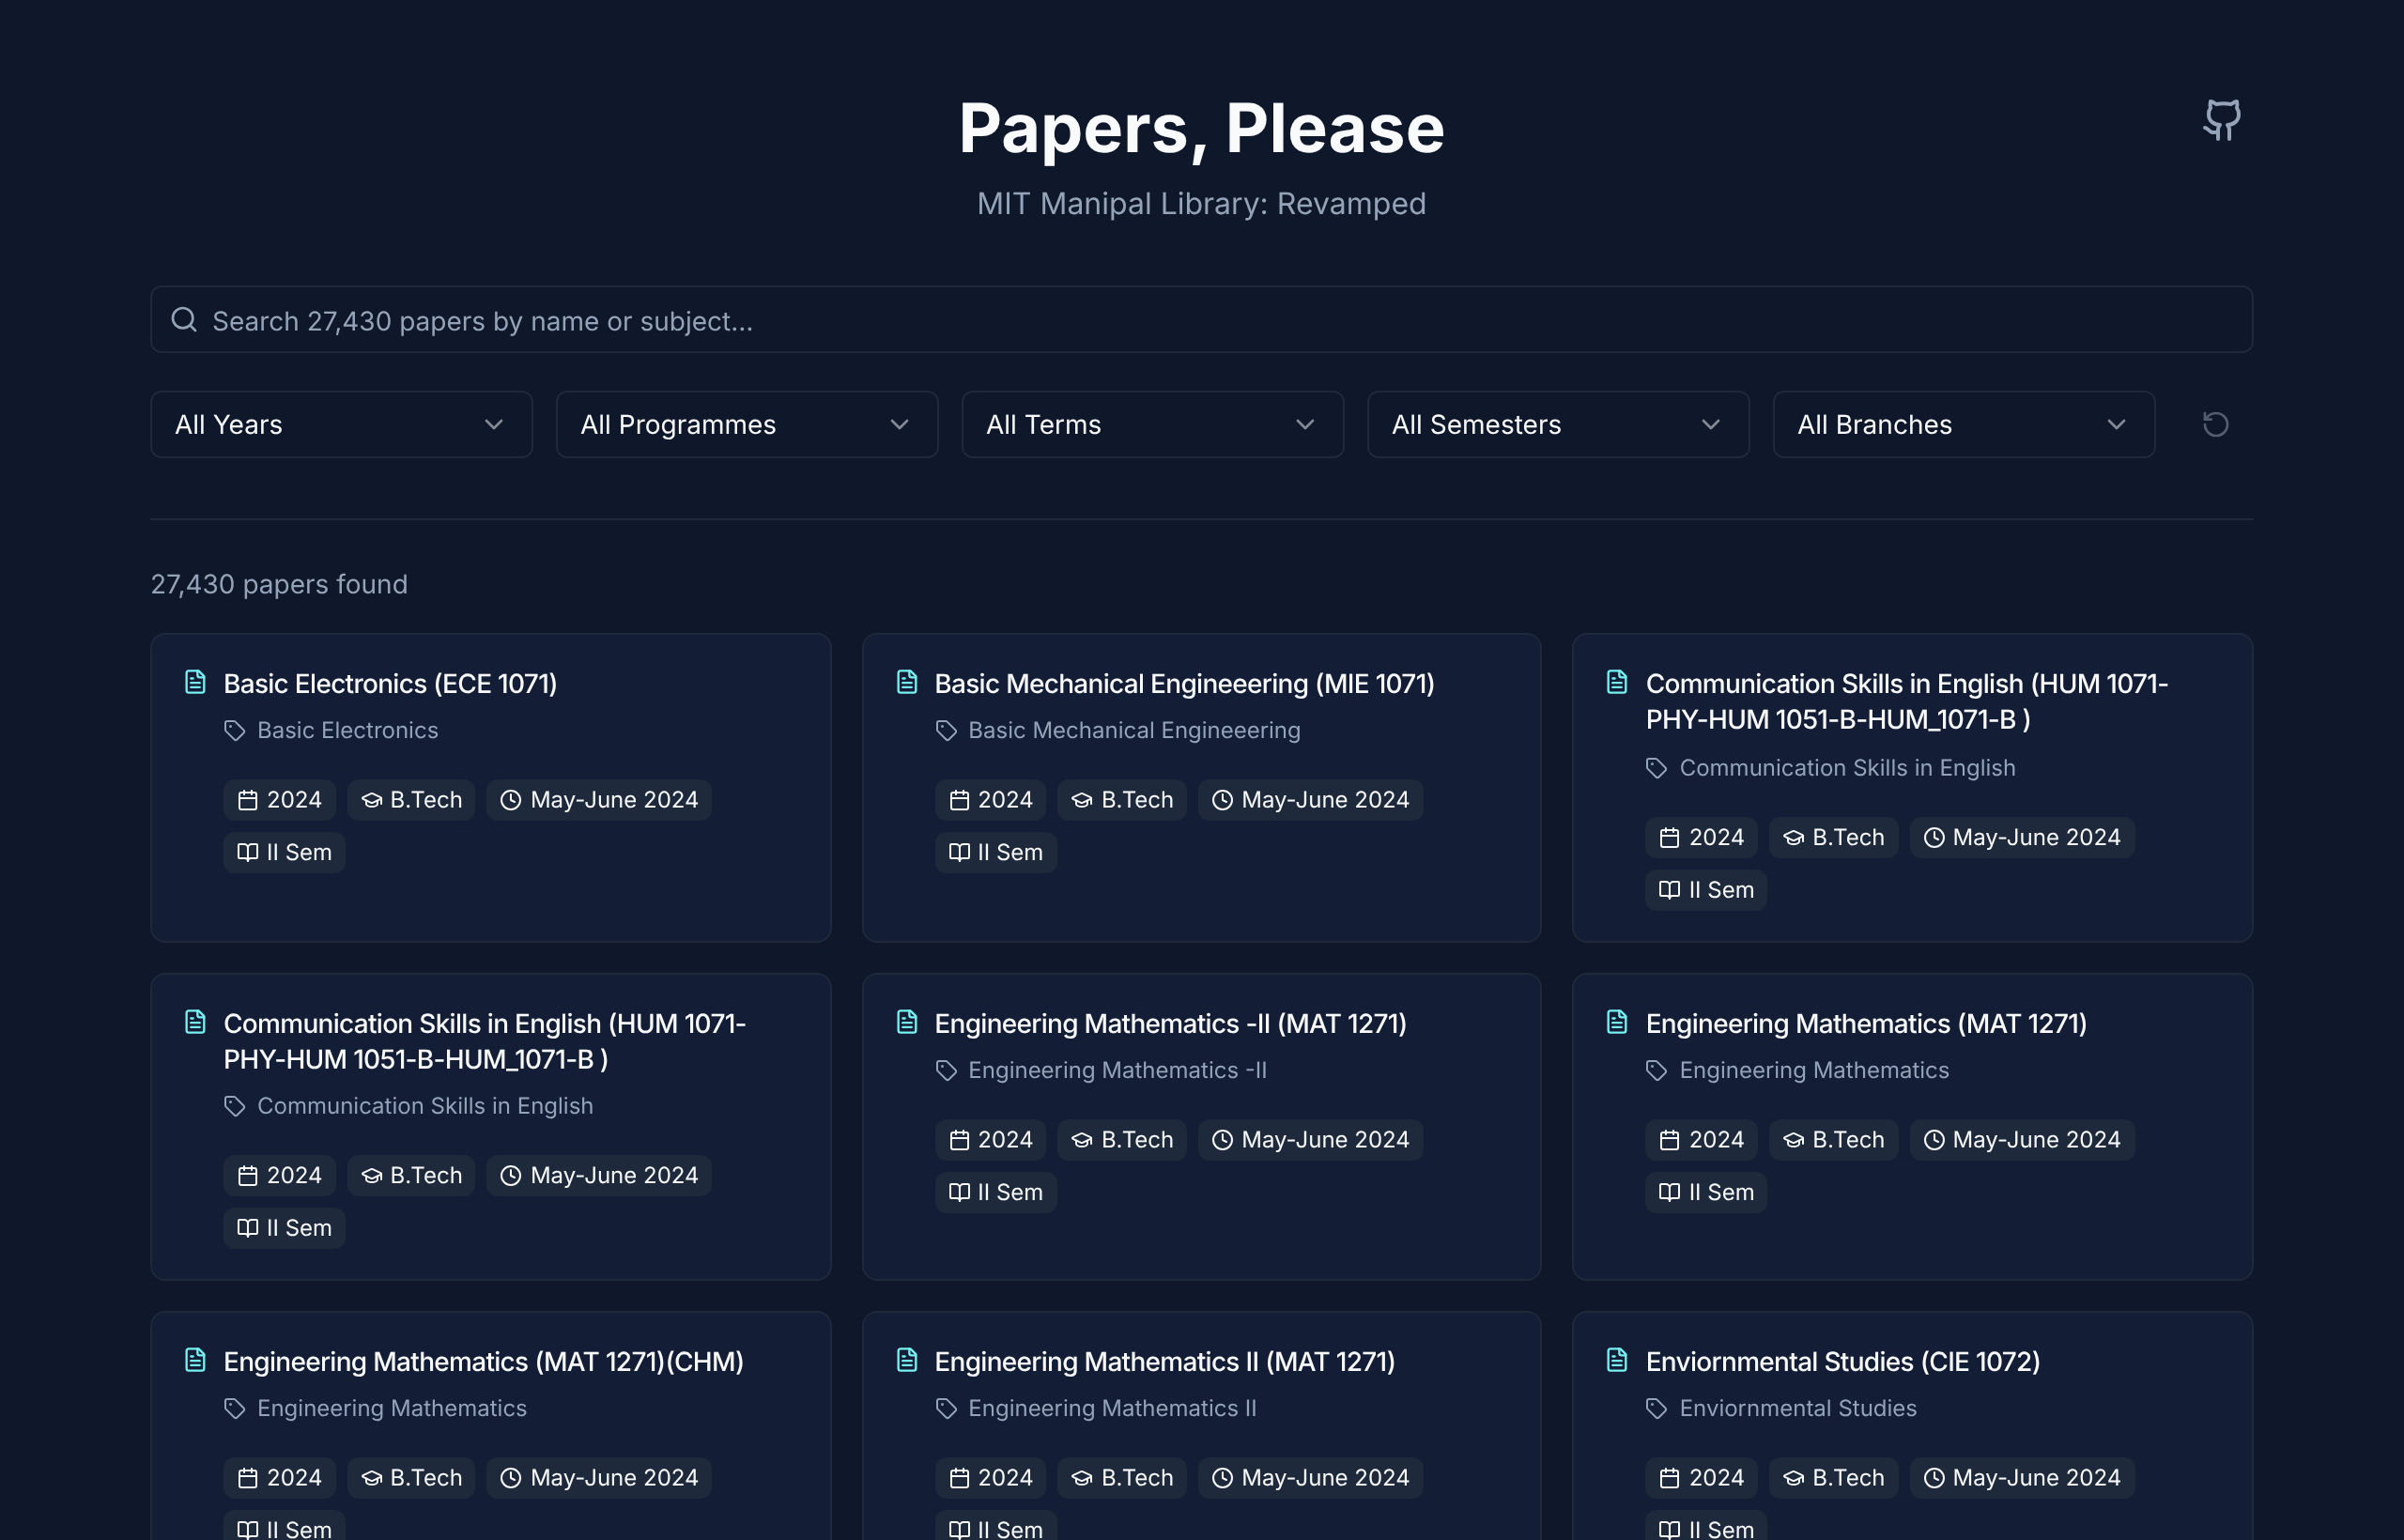 Papers, Please
MIT Manipal Library: Revamped
Search 27,430 papers by name or subject...
All Years
All Programmes
All Terms
All Semesters
All Branches
27,430 papers found
Basic Electronics (ECE 1071)
Basic Electronics
2024 B.Tech May-June 2024
II Sem
Basic Mechanical Engineeering (MIE 1071)
Basic Mechanical Engineeering
2024 B.Tech May-June 2024
II Sem
Communication Skills in English (HUM 1071-
PHY-HUM 1051-B-HUM_1071-B )
Communication Skills in English
2024 B.Tech May-June 2024
II Sem
Communication Skills in English (HUM 1071-
PHY-HUM 1051-B-HUM_1071-B )
Communication Skills in English
2024 B.Tech May-June 2024
II Sem
Engineering Mathematics -II (MAT 1271)
Engineering Mathematics -II
2024 B.Tech May-June 2024
II Sem
Engineering Mathematics (MAT 1271)
Engineering Mathematics
2024 B.Tech May-June 2024
II Sem
Engineering Mathematics (MAT 1271)(CHM)
Engineering Mathematics
2024 B.Tech May-June 2024
II Sem
Engineering Mathematics II (MAT 1271)
Engineering Mathematics II
2024 B.Tech May-June 2024
II Sem
Enviornmental Studies (CIE 1072)
Enviornmental Studies
2024 B.Tech May-June 2024
II Sem